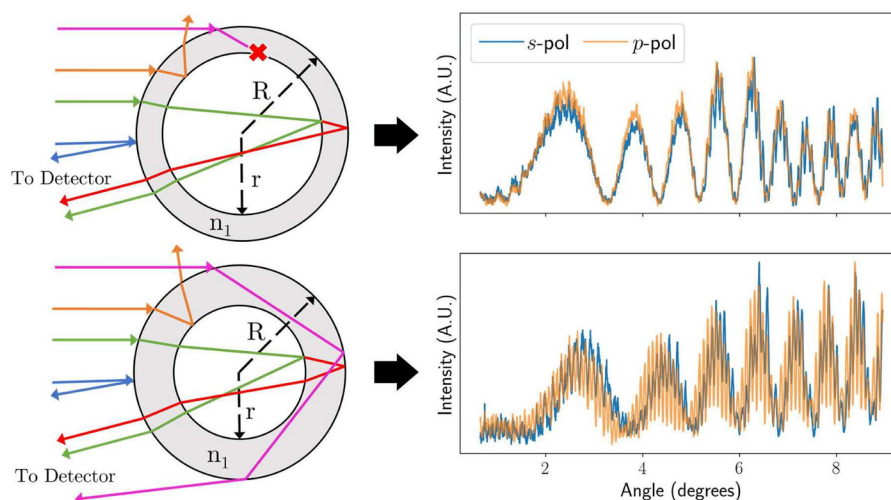 R
r
n1
To Detector
Intensity (A.U.)
s-pol p-pol
R
r
n1
To Detector
Intensity (A.U.)
2 4 6 8
Angle (degrees)